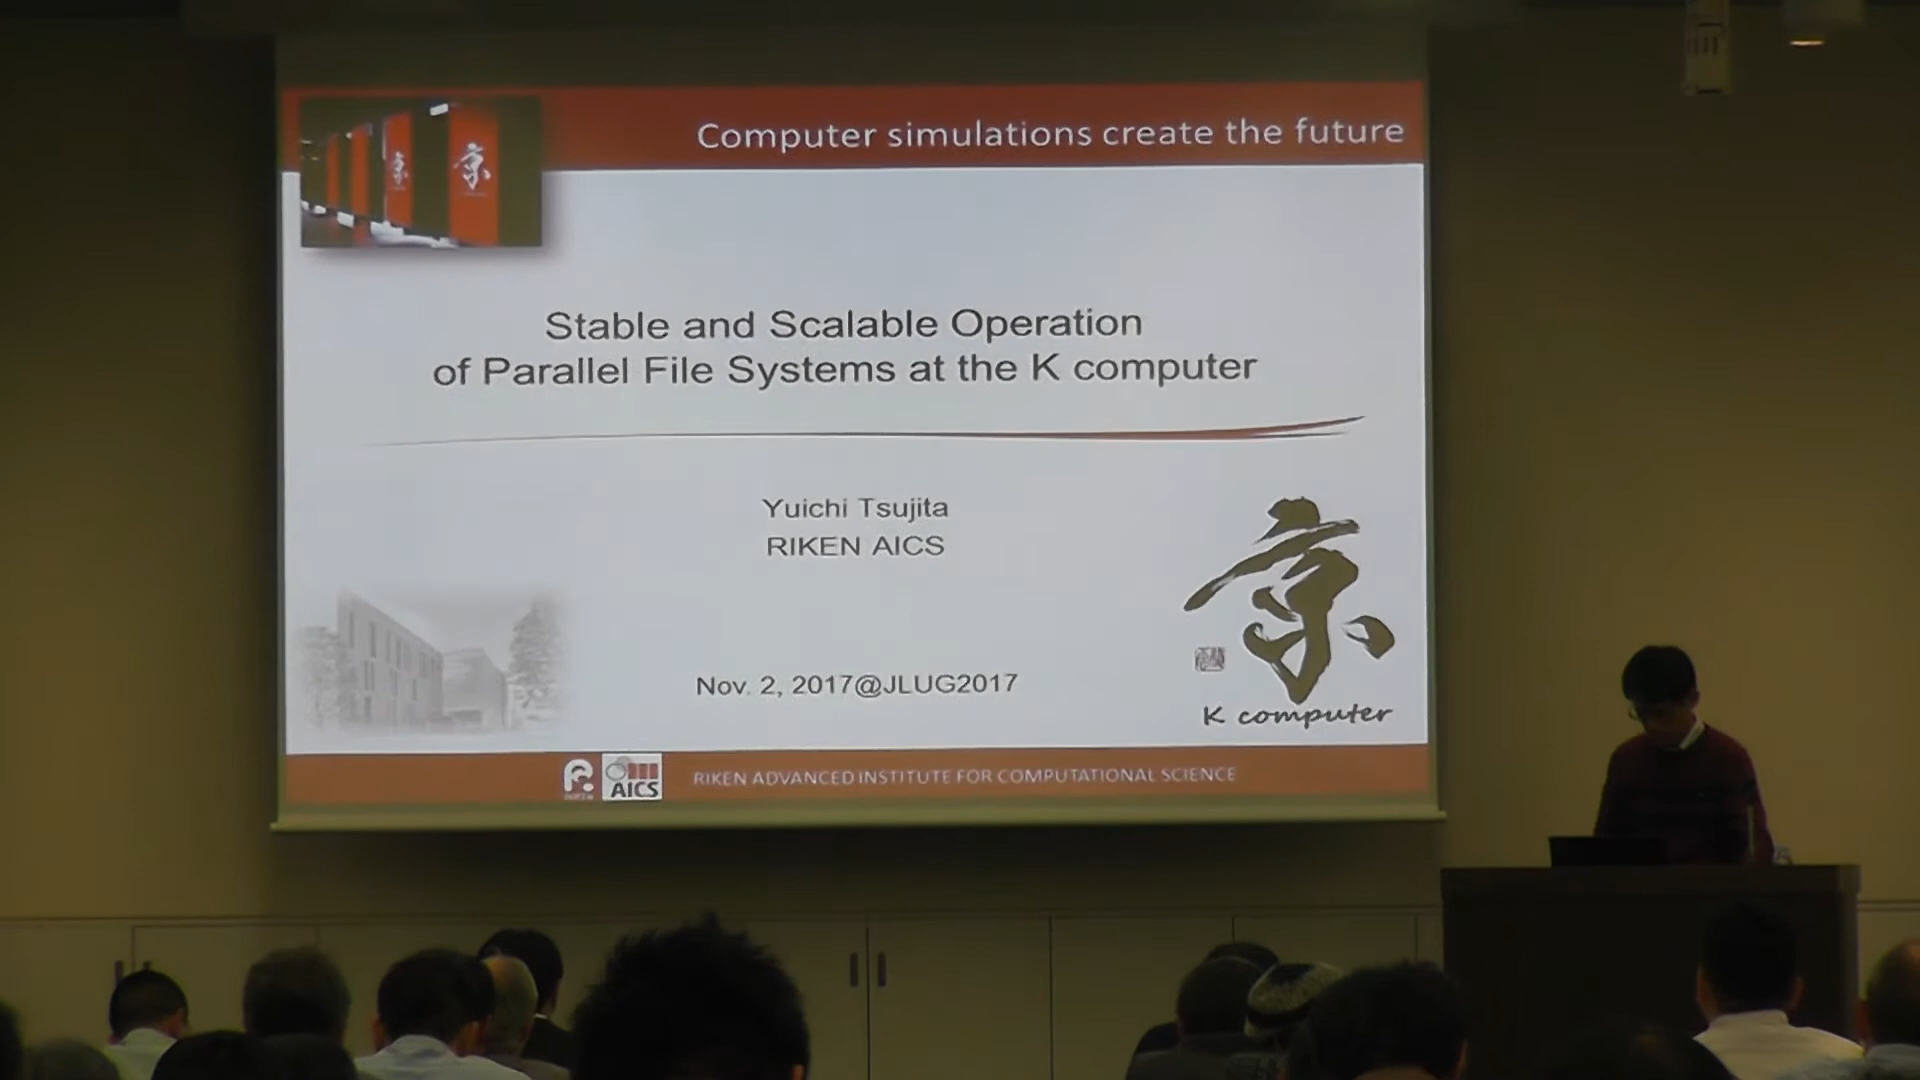 京
京
Computer simulations create the future
Stable and Scalable Operation
of Parallel File Systems at the K computer
Yuichi Tsujita
RIKEN AICS
京
Nov. 2, 2017@JLUG2017
K computer
AICS
RIKEN ADVANCED INSTITUTE FOR COMPUTATIONAL SCIENCE